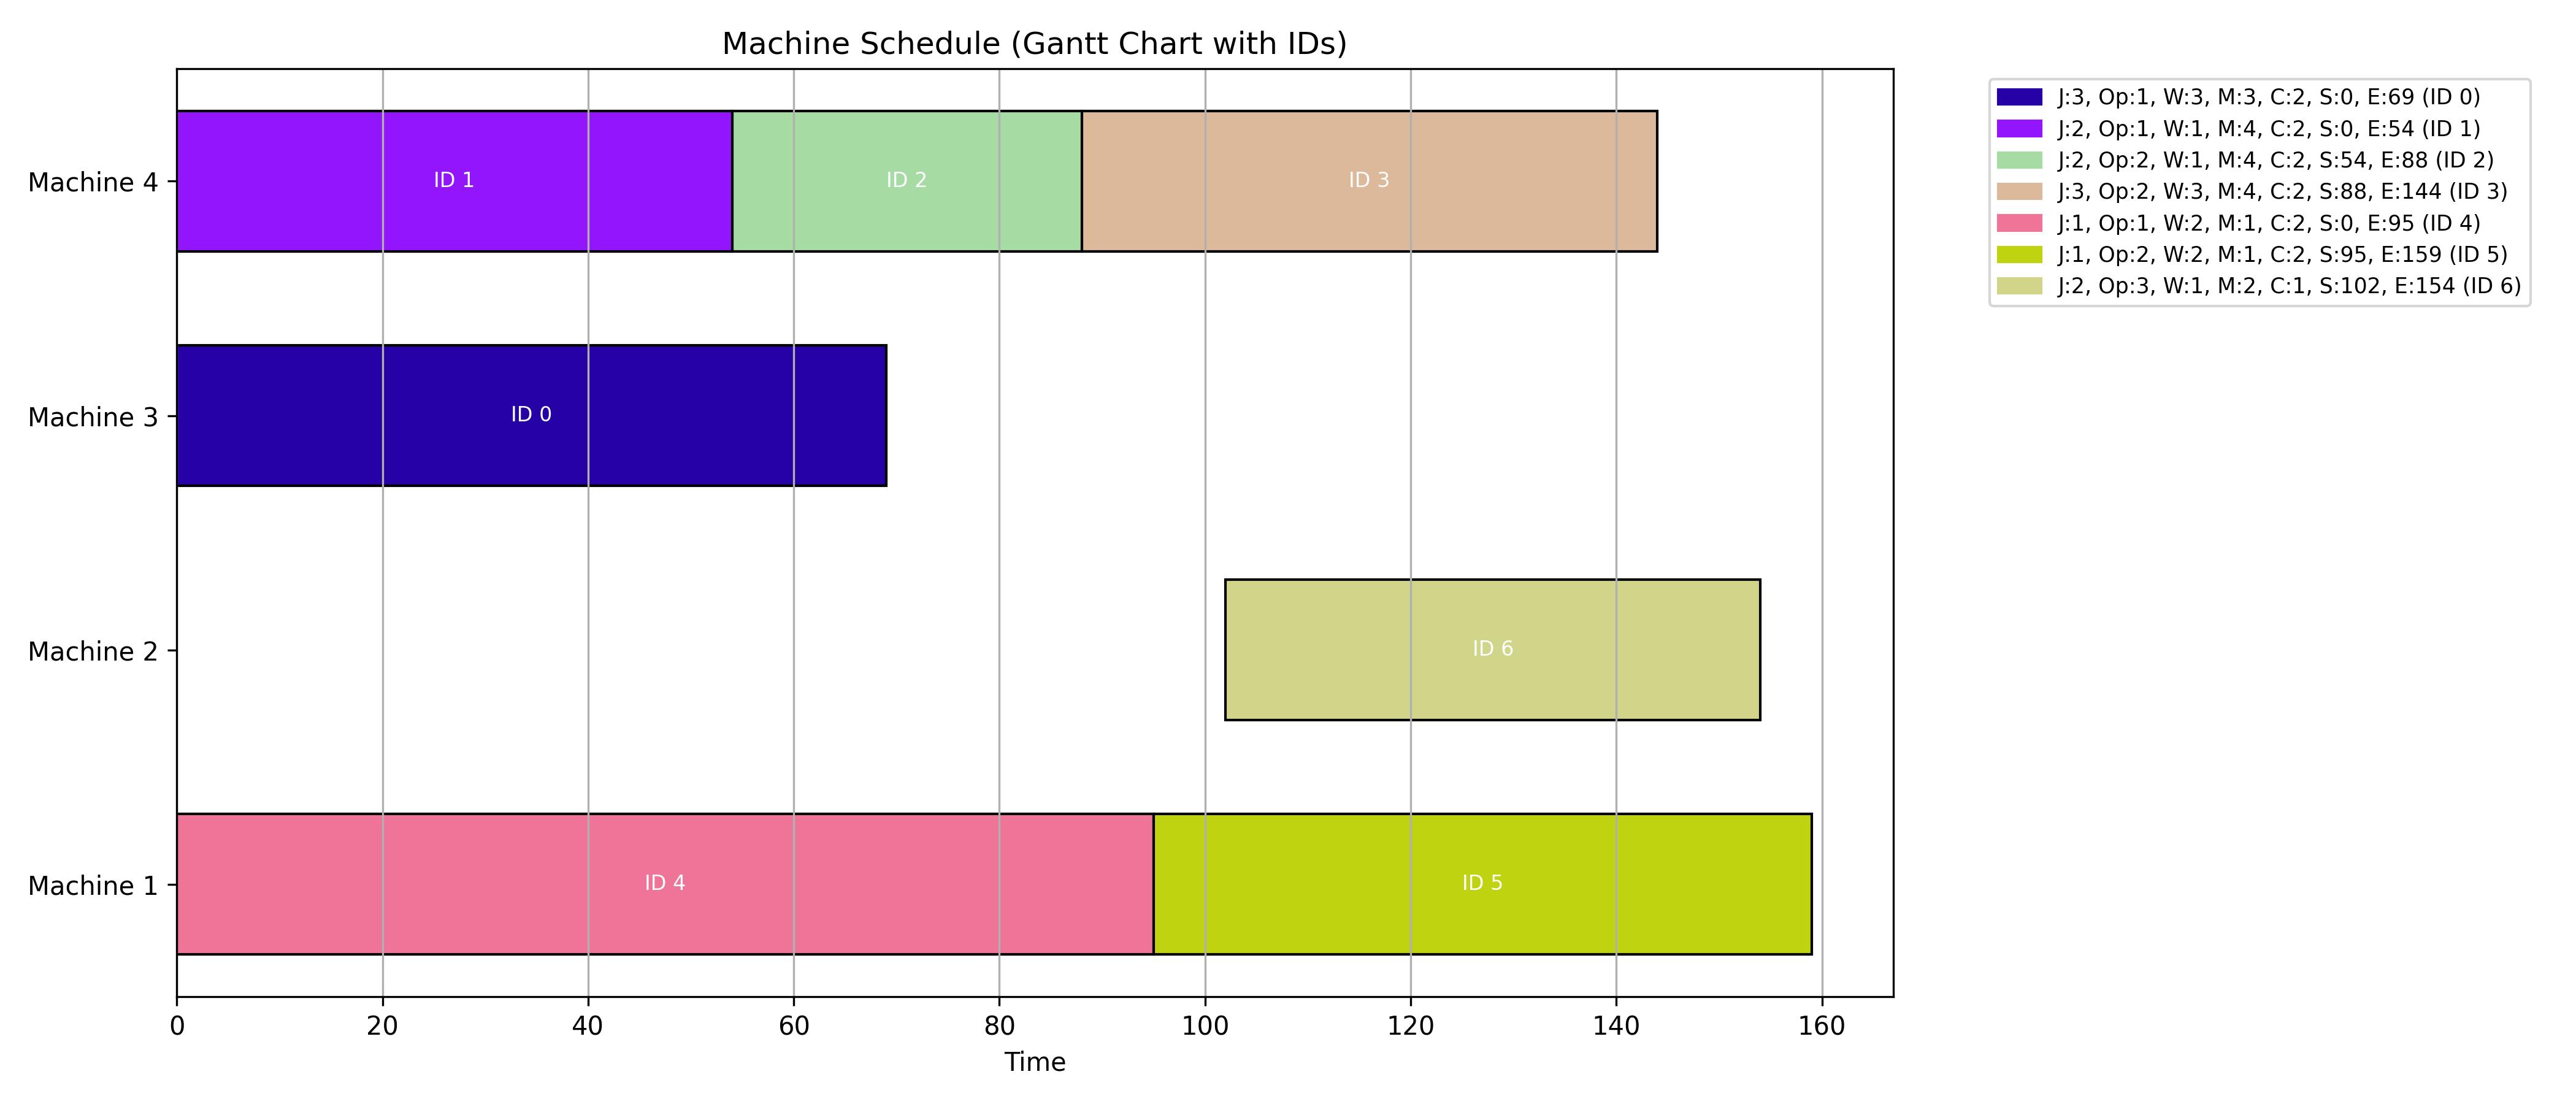 Machine Schedule (Gantt Chart with IDs)
Machine 4
Machine 3
Machine 2
Machine 1
ID 1
ID 2
ID 3
ID 0
ID 6
ID 4
ID 5
0 20 40 60 80 100 120 140 160
Time
J:3, Op:1, W:3, M:3, C:2, S:0, E:69 (ID 0)
J:2, Op:1, W:1, M:4, C:2, S:0, E:54 (ID 1)
J:2, Op:2, W:1, M:4, C:2, S:54, E:88 (ID 2)
J:3, Op:2, W:3, M:4, C:2, S:88, E:144 (ID 3)
J:1, Op:1, W:2, M:1, C:2, S:0, E:95 (ID 4)
J:1, Op:2, W:2, M:1, C:2, S:95, E:159 (ID 5)
J:2, Op:3, W:1, M:2, C:1, S:102, E:154 (ID 6)